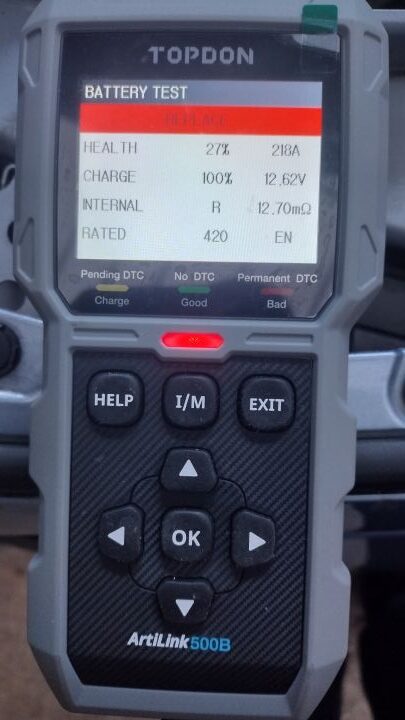 TOPDON
BATTERY TEST
REPLACE
HEALTH 27% 218A
CHARGE 100% 12.62V
INTERNAL R 12.70mΩ
RATED 420 EN
Pending DTC No DTC Permanent DTC
Charge Good Bad
HELP I/M EXIT
OK
ArtiLink500B